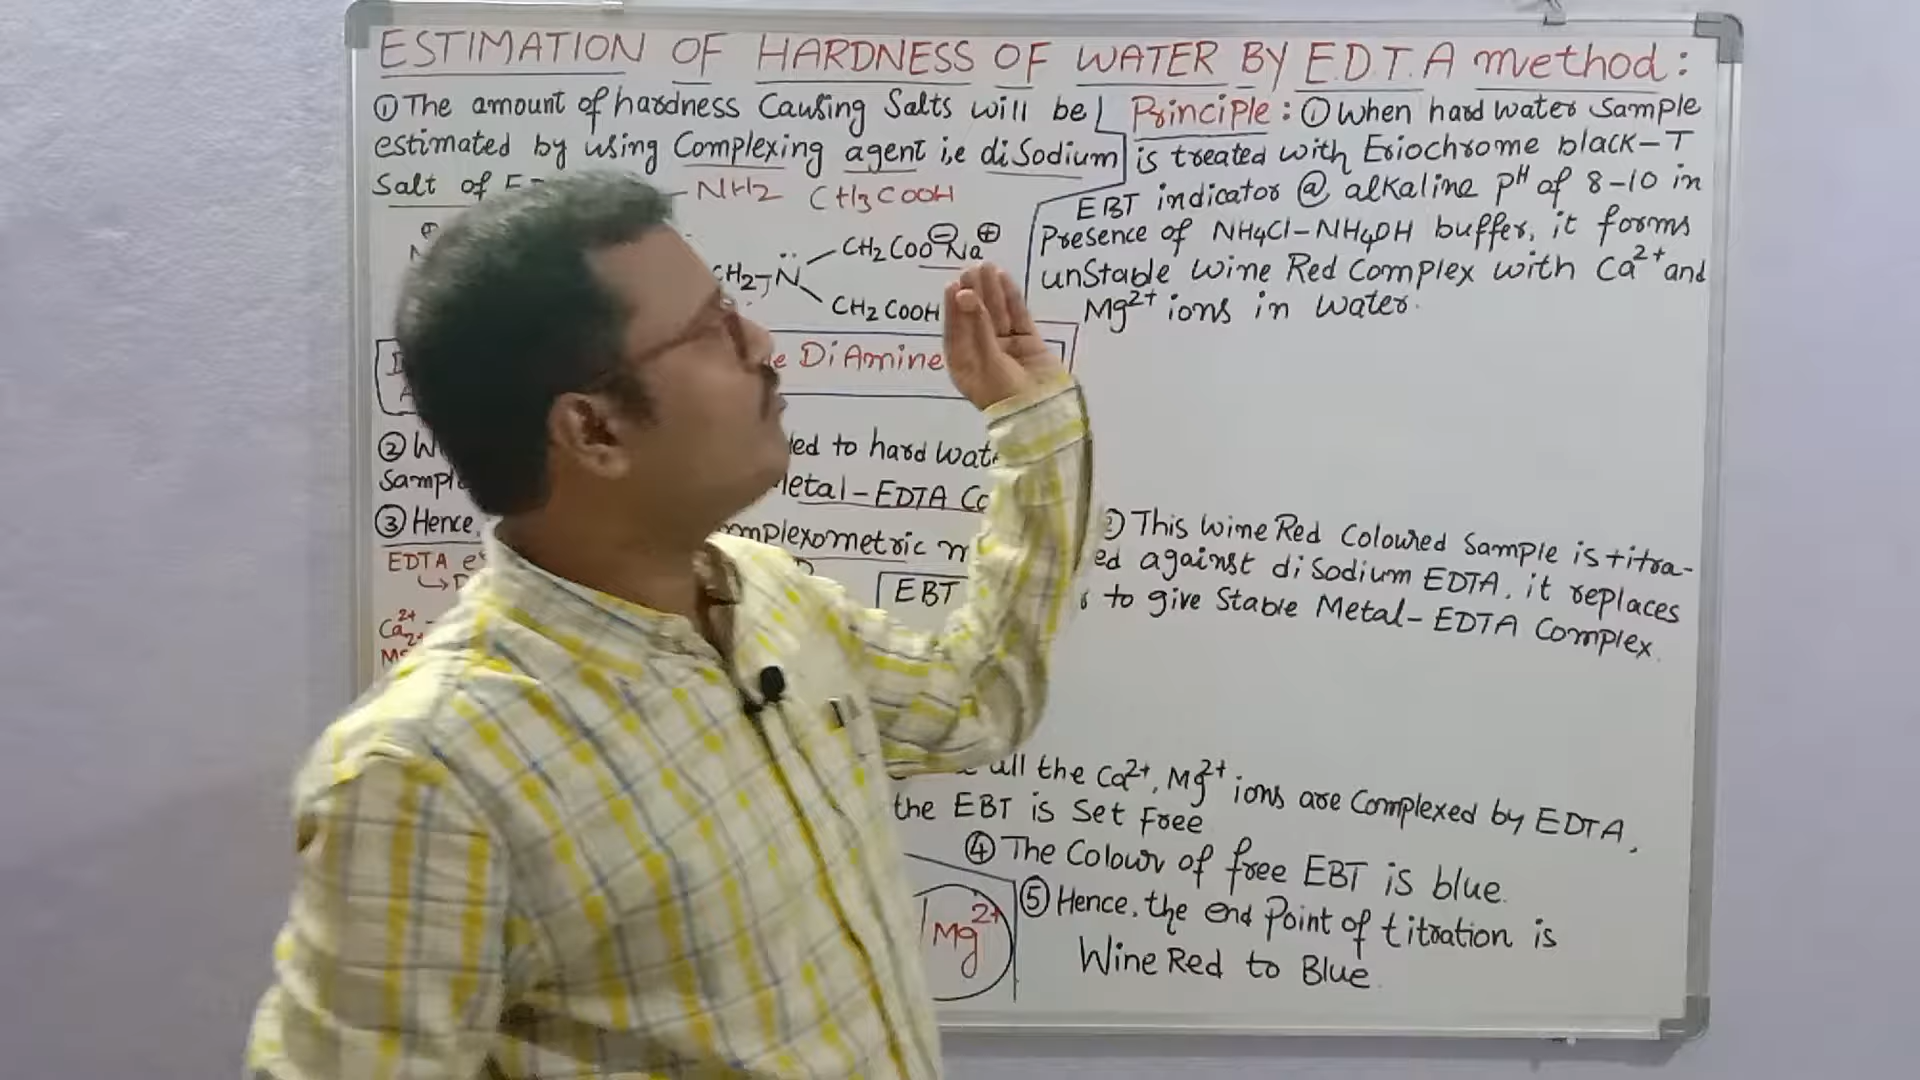 ESTIMATION OF HARDNESS OF WATER BY E.D.T.A method:
① The amount of hardness Causing Salts will be
estimated by using Complexing agent i,e di Sodium
Salt of
NH2 CH3COOH
CH2COO⊖Na⊕
CH2-N̈
CH2COOH
Di Amine
② 
to hard
Metal-EDTA
③ Hence,
EDTA
EBT
Ca2+
Mg2+
Principle: ① When hard water Sample
is treated with Eriochrome black-T
EBT indicator @ alkaline pH of 8-10 in
Presence of NH4Cl-NH4OH buffer, it forms
unStable Wine Red Complex with Ca2+ and
Mg2+ ions in water.
This Wine Red Coloured Sample is titra-
ed against di Sodium EDTA, it replaces
to give Stable Metal-EDTA Complex.
all the Ca2+, Mg2+ ions are Complexed by EDTA,
the EBT is Set Free
④ The Colour of free EBT is blue.
⑤ Hence, the end Point of titration is
Wine Red to Blue.